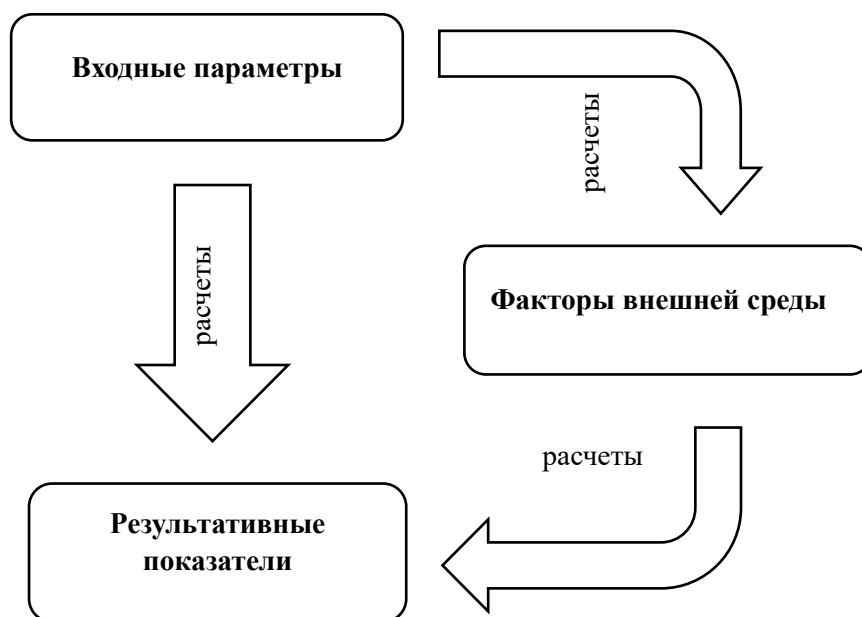 Входные параметры
расчеты
расчеты
Факторы внешней среды
расчеты
Результативные
показатели